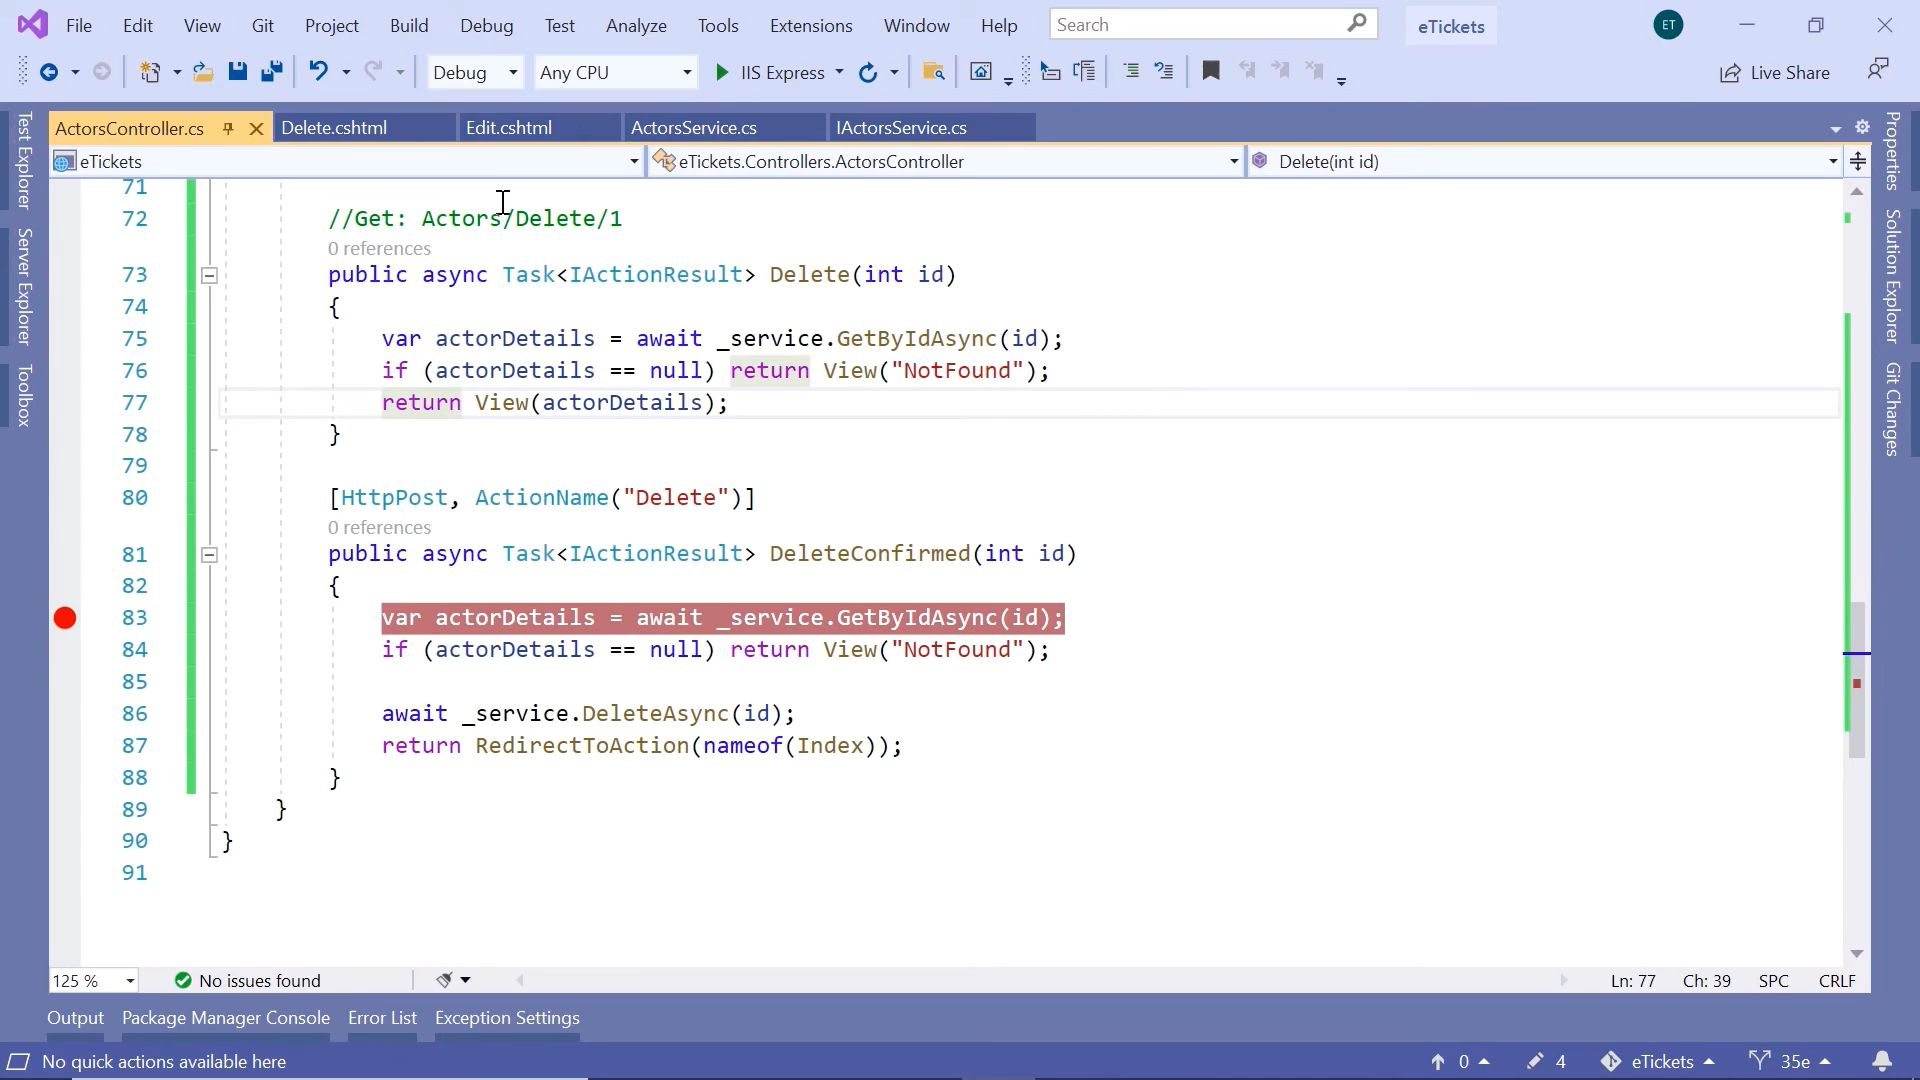 File Edit View Git Project Build Debug Test Analyze Tools Extensions Window Help Search eTickets ET
Debug Any CPU IIS Express Live Share
ActorsController.cs Delete.cshtml Edit.cshtml ActorsService.cs IActorsService.cs
eTickets eTickets.Controllers.ActorsController Delete(int id)
Test Explorer
Server Explorer
Toolbox
71
72 //Get: Actors/Delete/1
0 references
73 public async Task<IActionResult> Delete(int id)
74 {
75 var actorDetails = await _service.GetByIdAsync(id);
76 if (actorDetails == null) return View("NotFound");
77 return View(actorDetails);
78 }
79
80 [HttpPost, ActionName("Delete")]
0 references
81 public async Task<IActionResult> DeleteConfirmed(int id)
82 {
83 var actorDetails = await _service.GetByIdAsync(id);
84 if (actorDetails == null) return View("NotFound");
85
86 await _service.DeleteAsync(id);
87 return RedirectToAction(nameof(Index));
88 }
89 }
90 }
91
Properties
Solution Explorer
Git Changes
125 % No issues found Ln: 77 Ch: 39 SPC CRLF
Output Package Manager Console Error List Exception Settings
No quick actions available here 0 4 eTickets 35e